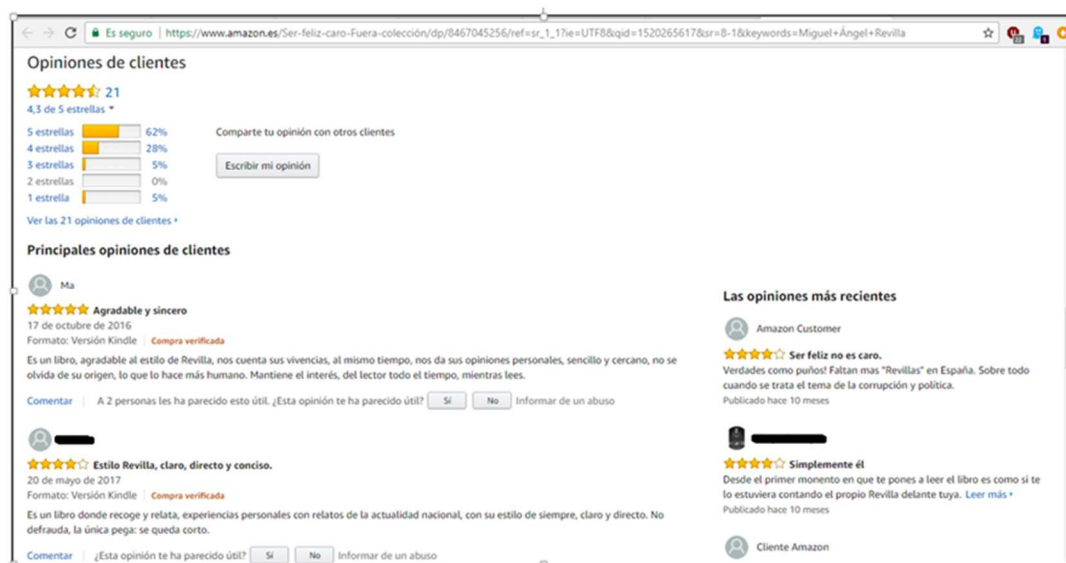 Es seguro | https://www.amazon.es/Ser-feliz-caro-Fuera-colección/dp/8467045256/ref=sr_1_1?ie=UTF8&qid=1520265617&sr=8-1&keywords=Miguel+Ángel+Revilla
Opiniones de clientes
21
4,3 de 5 estrellas
5 estrellas 62%
4 estrellas 28%
3 estrellas 5%
2 estrellas 0%
1 estrella 5%
Ver las 21 opiniones de clientes
Comparte tu opinión con otros clientes
Escribir mi opinión
Principales opiniones de clientes
Ma
Agradable y sincero
17 de octubre de 2016
Formato: Versión Kindle | Compra verificada
Es un libro, agradable al estilo de Revilla, nos cuenta sus vivencias, al mismo tiempo, nos da sus opiniones personales, sencillo y cercano, no se
olvida de su origen, lo que lo hace más humano. Mantiene el interés, del lector todo el tiempo, mientras lees.
Comentar | A 2 personas les ha parecido esto útil. ¿Esta opinión te ha parecido útil? Sí No Informar de un abuso
Estilo Revilla, claro, directo y conciso.
20 de mayo de 2017
Formato: Versión Kindle | Compra verificada
Es un libro donde recoge y relata, experiencias personales con relatos de la actualidad nacional, con su estilo de siempre, claro y directo. No
defrauda, la única pega: se queda corto.
Comentar | ¿Esta opinión te ha parecido útil? Sí No Informar de un abuso
Las opiniones más recientes
Amazon Customer
Ser feliz no es caro.
Verdades como puños! Faltan mas "Revillas" en España. Sobre todo
cuando se trata el tema de la corrupción y política.
Publicado hace 10 meses
Simplemente él
Desde el primer monento en que te pones a leer el libro es como si te
lo estuviera contando el propio Revilla delante tuya. Leer más
Publicado hace 10 meses
Cliente Amazon